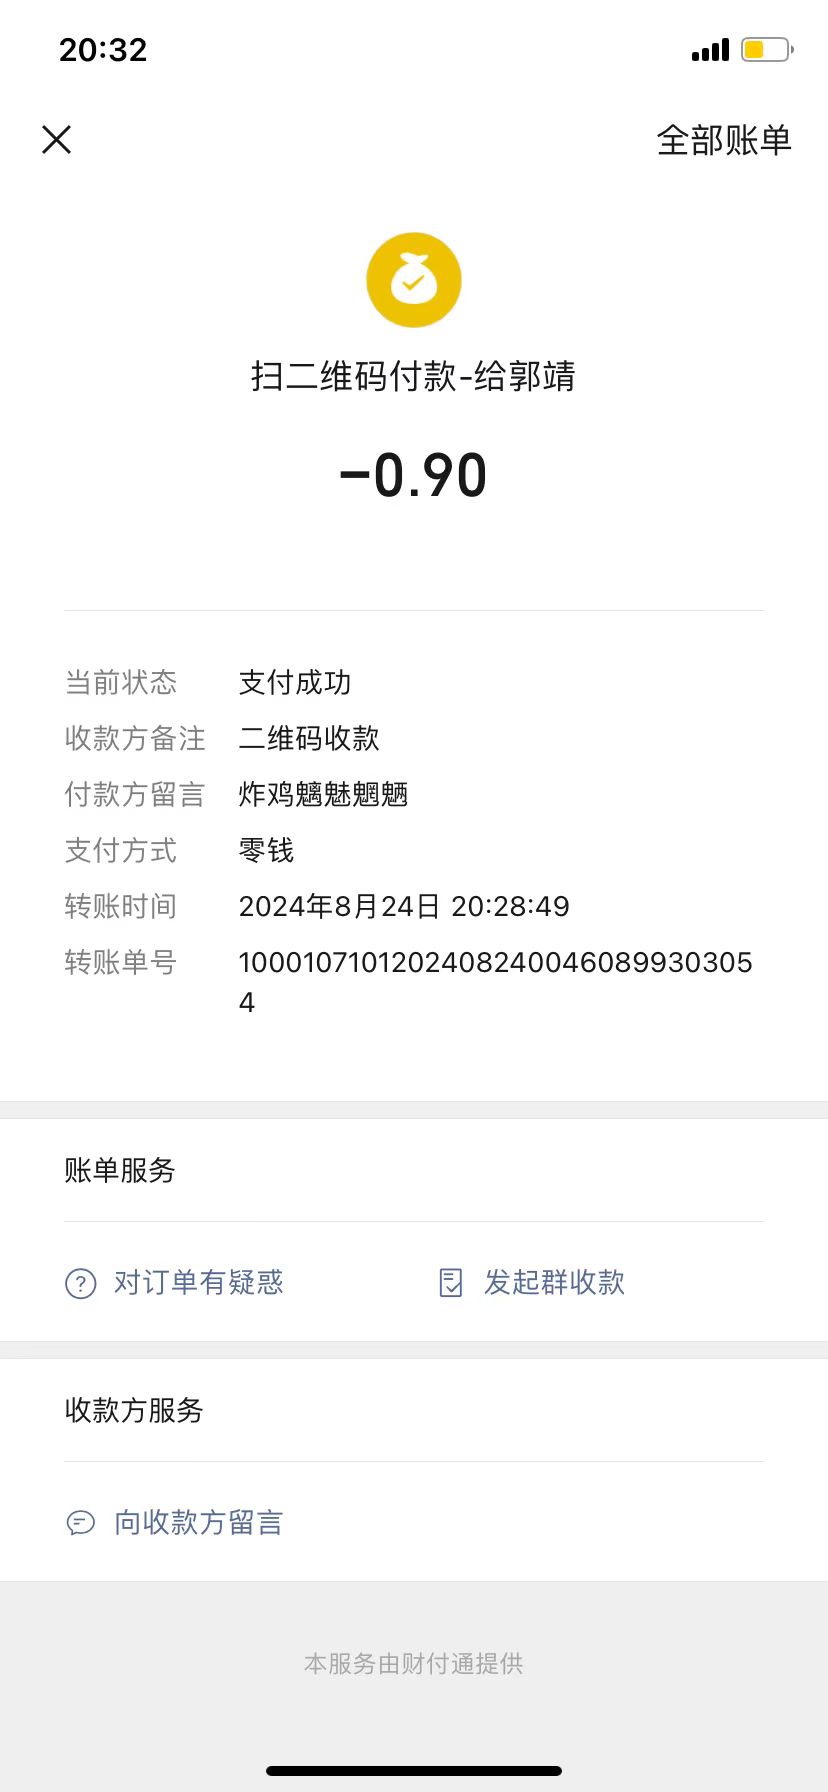 20:32
全部账单
扫二维码付款-给郭靖
-0.90
当前状态 支付成功
收款方备注 二维码收款
付款方留言 炸鸡魑魅魍魉
支付方式 零钱
转账时间 2024年8月24日 20:28:49
转账单号 1000107101202408240046089930305
4
账单服务
对订单有疑惑 发起群收款
收款方服务
向收款方留言
本服务由财付通提供